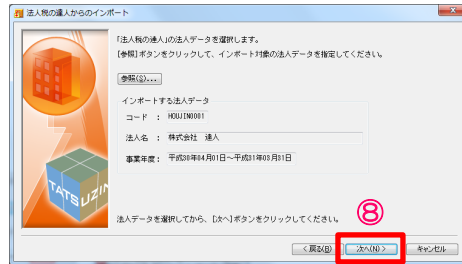 法人税の達人からのインポート
「法人税の達人」の法人データを選択します。
[参照]ボタンをクリックして、インポート対象の法人データを指定してください。
参照(S)...
インポートする法人データ
コード : HOUJIN0001
法人名 : 株式会社 達人
事業年度: 平成30年04月01日～平成31年03月31日
TATSUZIN
法人データを選択してから、[次へ]ボタンをクリックしてください。
⑧
< 戻る(B) 次へ(N) > キャンセル